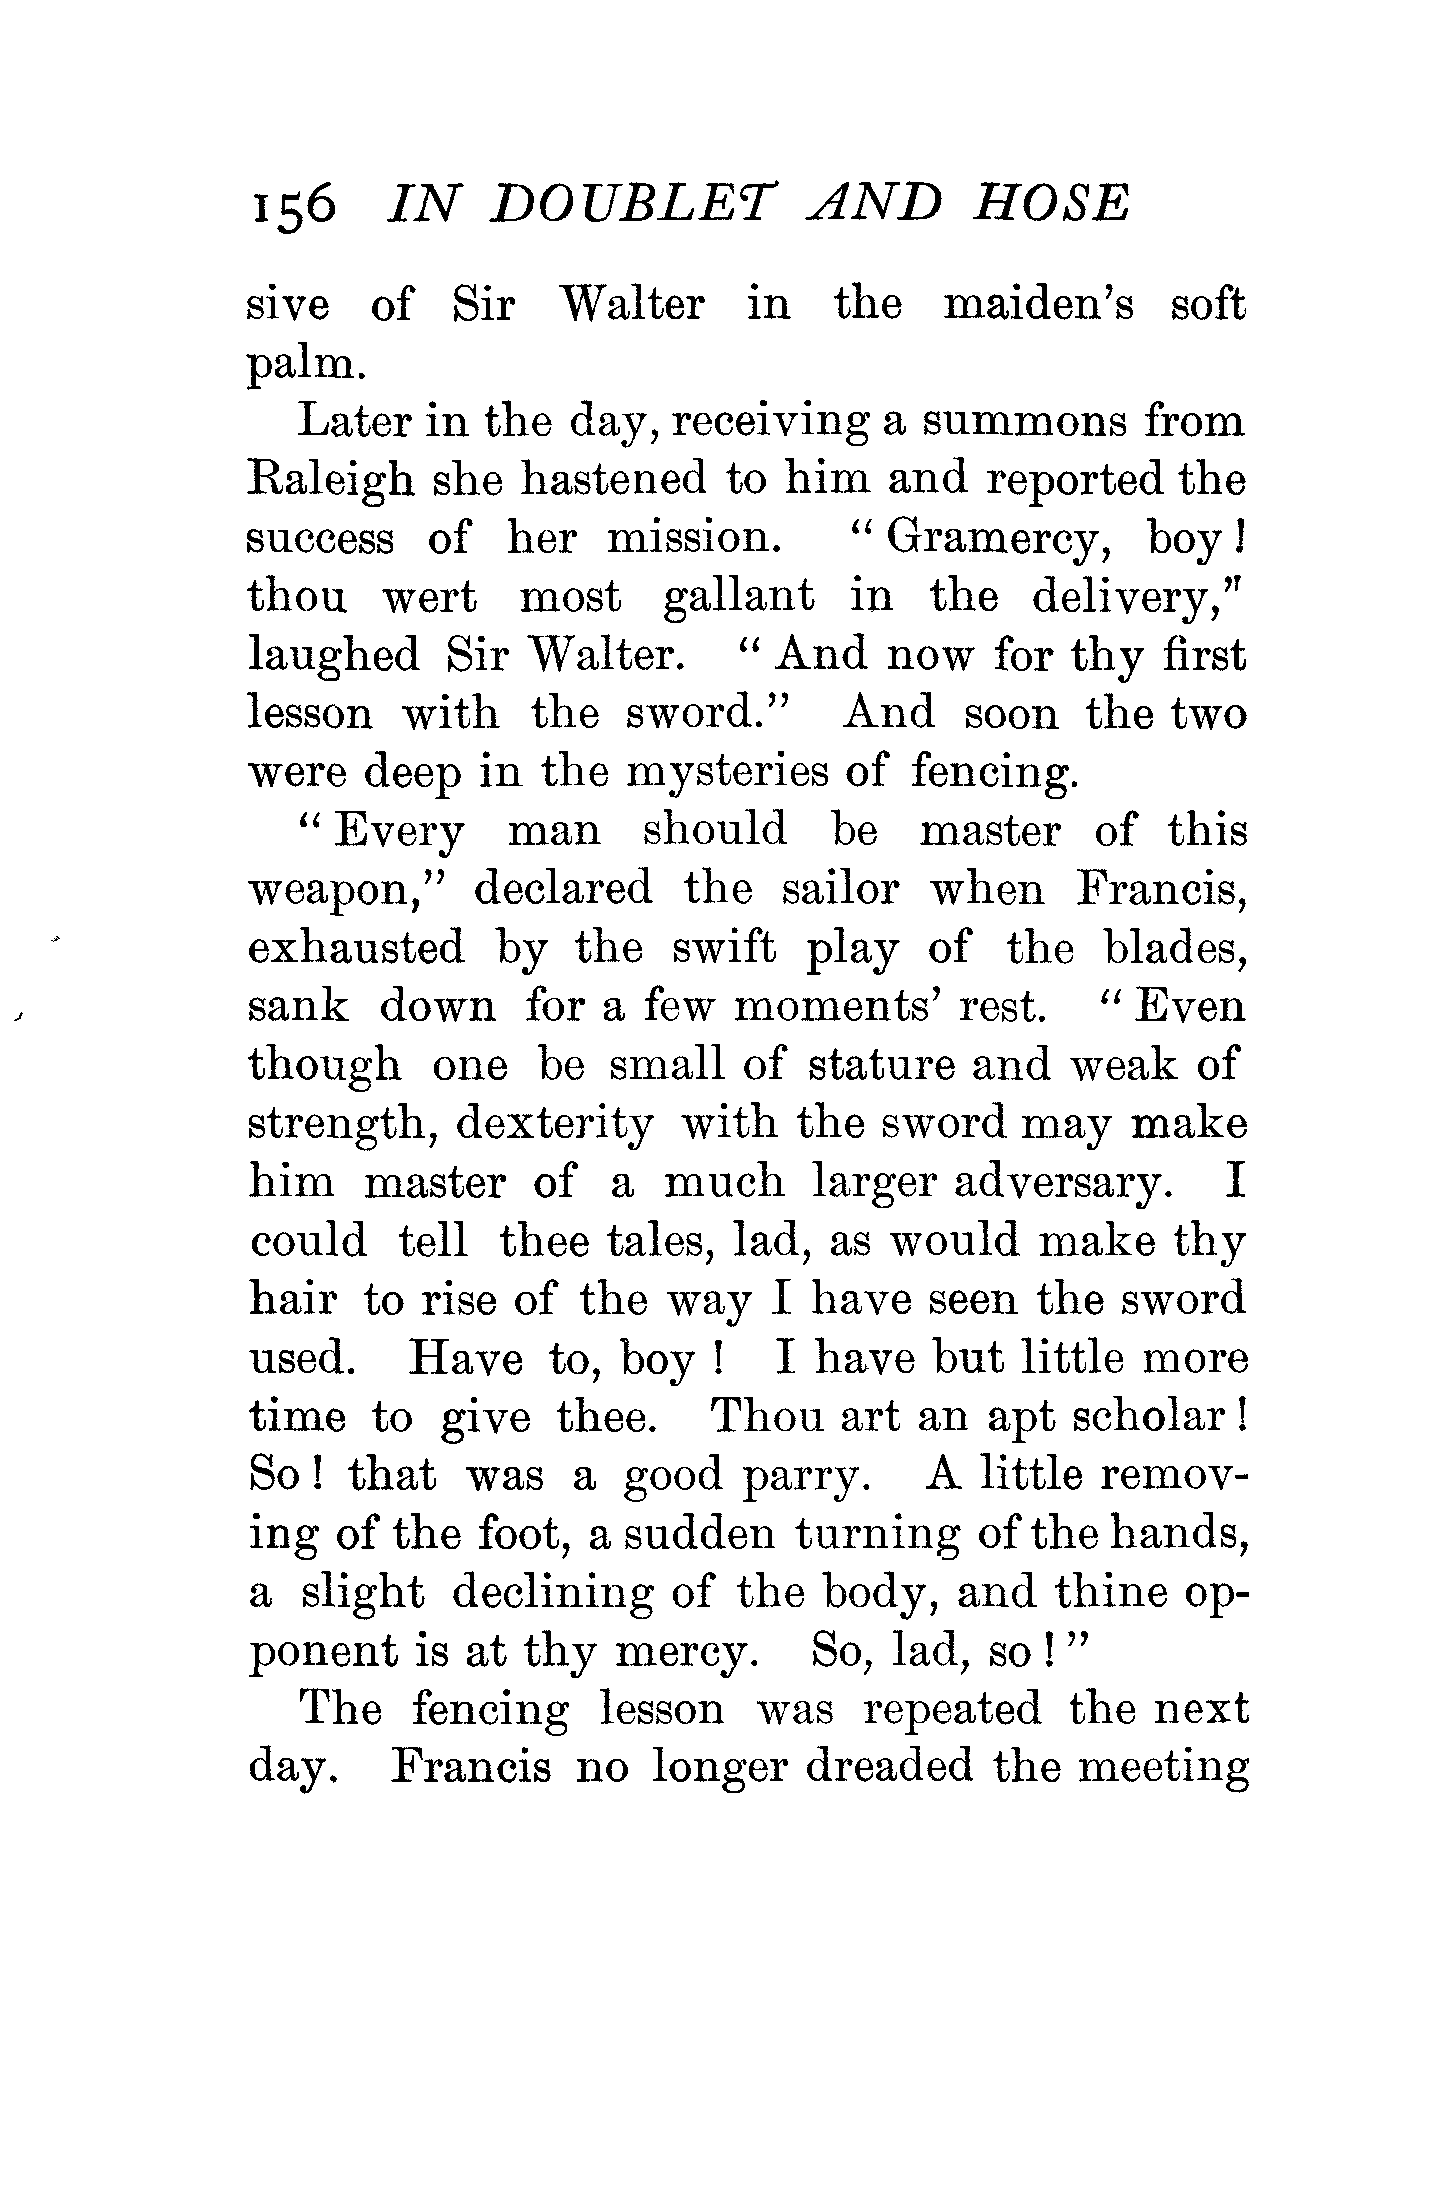 156 IN DOUBLET AND HOSE
sive of Sir Walter in the maiden's soft
palm.
Later in the day, receiving a summons from
Raleigh she hastened to him and reported the
success of her mission. “ Gramercy, boy !
thou wert most gallant in the delivery,”
laughed Sir Walter. “ And now for thy first
lesson with the sword.” And soon the two
were deep in the mysteries of fencing.
“ Every man should be master of this
weapon,” declared the sailor when Francis,
exhausted by the swift play of the blades,
sank down for a few moments’ rest. “ Even
though one be small of stature and weak of
strength, dexterity with the sword may make
him master of a much larger adversary. I
could tell thee tales, lad, as would make thy
hair to rise of the way I have seen the sword
used. Have to, boy ! I have but little more
time to give thee. Thou art an apt scholar !
So ! that was a good parry. A little remov-
ing of the foot, a sudden turning of the hands,
a slight declining of the body, and thine op-
ponent is at thy mercy. So, lad, so ! ”
The fencing lesson was repeated the next
day. Francis no longer dreaded the meeting